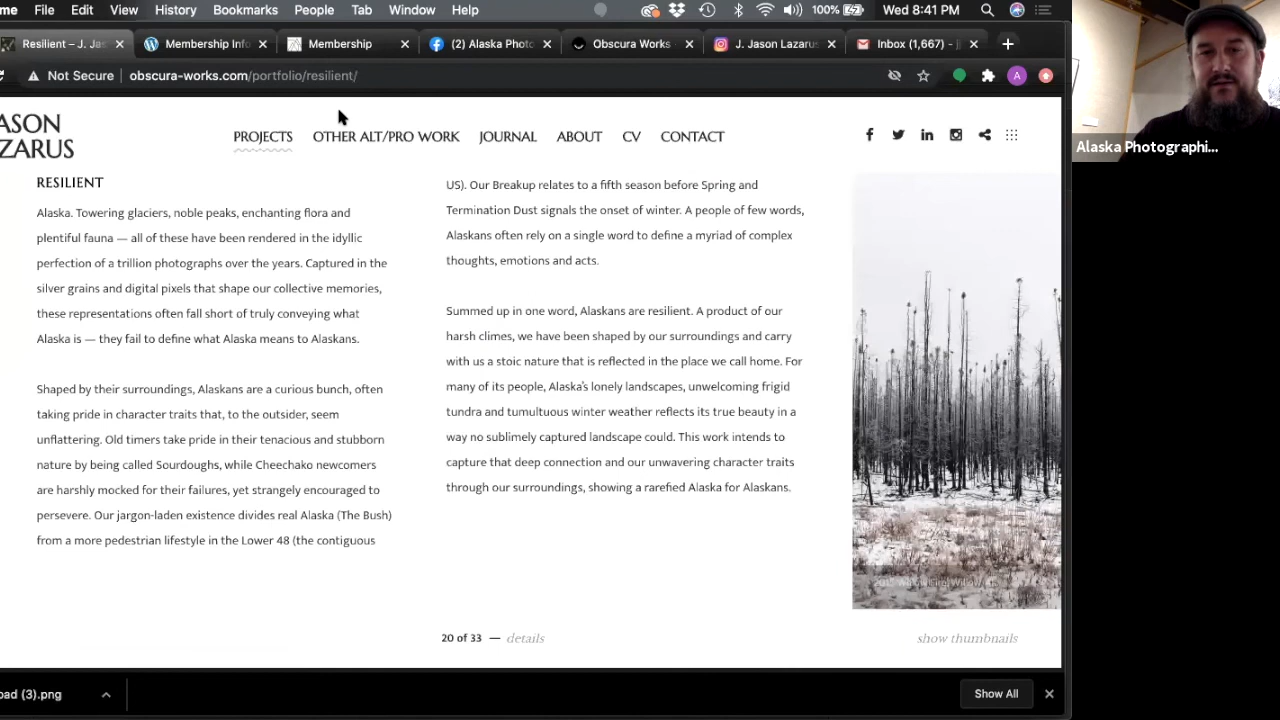 me File Edit View History Bookmarks People Tab Window Help 100% Wed 8:41 PM
Resilient – J. Jas Membership Info Membership (2) Alaska Photo Obscura Works J. Jason Lazarus Inbox (1,667) – j
Not Secure obscura-works.com/portfolio/resilient/
ASON
ZARUS
PROJECTS OTHER ALT/PRO WORK JOURNAL ABOUT CV CONTACT
Alaska Photographi...
RESILIENT
Alaska. Towering glaciers, noble peaks, enchanting flora and
plentiful fauna — all of these have been rendered in the idyllic
perfection of a trillion photographs over the years. Captured in the
silver grains and digital pixels that shape our collective memories,
these representations often fall short of truly conveying what
Alaska is — they fail to define what Alaska means to Alaskans.
Shaped by their surroundings, Alaskans are a curious bunch, often
taking pride in character traits that, to the outsider, seem
unflattering. Old timers take pride in their tenacious and stubborn
nature by being called Sourdoughs, while Cheechako newcomers
are harshly mocked for their failures, yet strangely encouraged to
persevere. Our jargon-laden existence divides real Alaska (The Bush)
from a more pedestrian lifestyle in the Lower 48 (the contiguous
US). Our Breakup relates to a fifth season before Spring and
Termination Dust signals the onset of winter. A people of few words,
Alaskans often rely on a single word to define a myriad of complex
thoughts, emotions and acts.
Summed up in one word, Alaskans are resilient. A product of our
harsh climes, we have been shaped by our surroundings and carry
with us a stoic nature that is reflected in the place we call home. For
many of its people, Alaska's lonely landscapes, unwelcoming frigid
tundra and tumultuous winter weather reflects its true beauty in a
way no sublimely captured landscape could. This work intends to
capture that deep connection and our unwavering character traits
through our surroundings, showing a rarefied Alaska for Alaskans.
20 of 33 — details
show thumbnails
oad (3).png
Show All